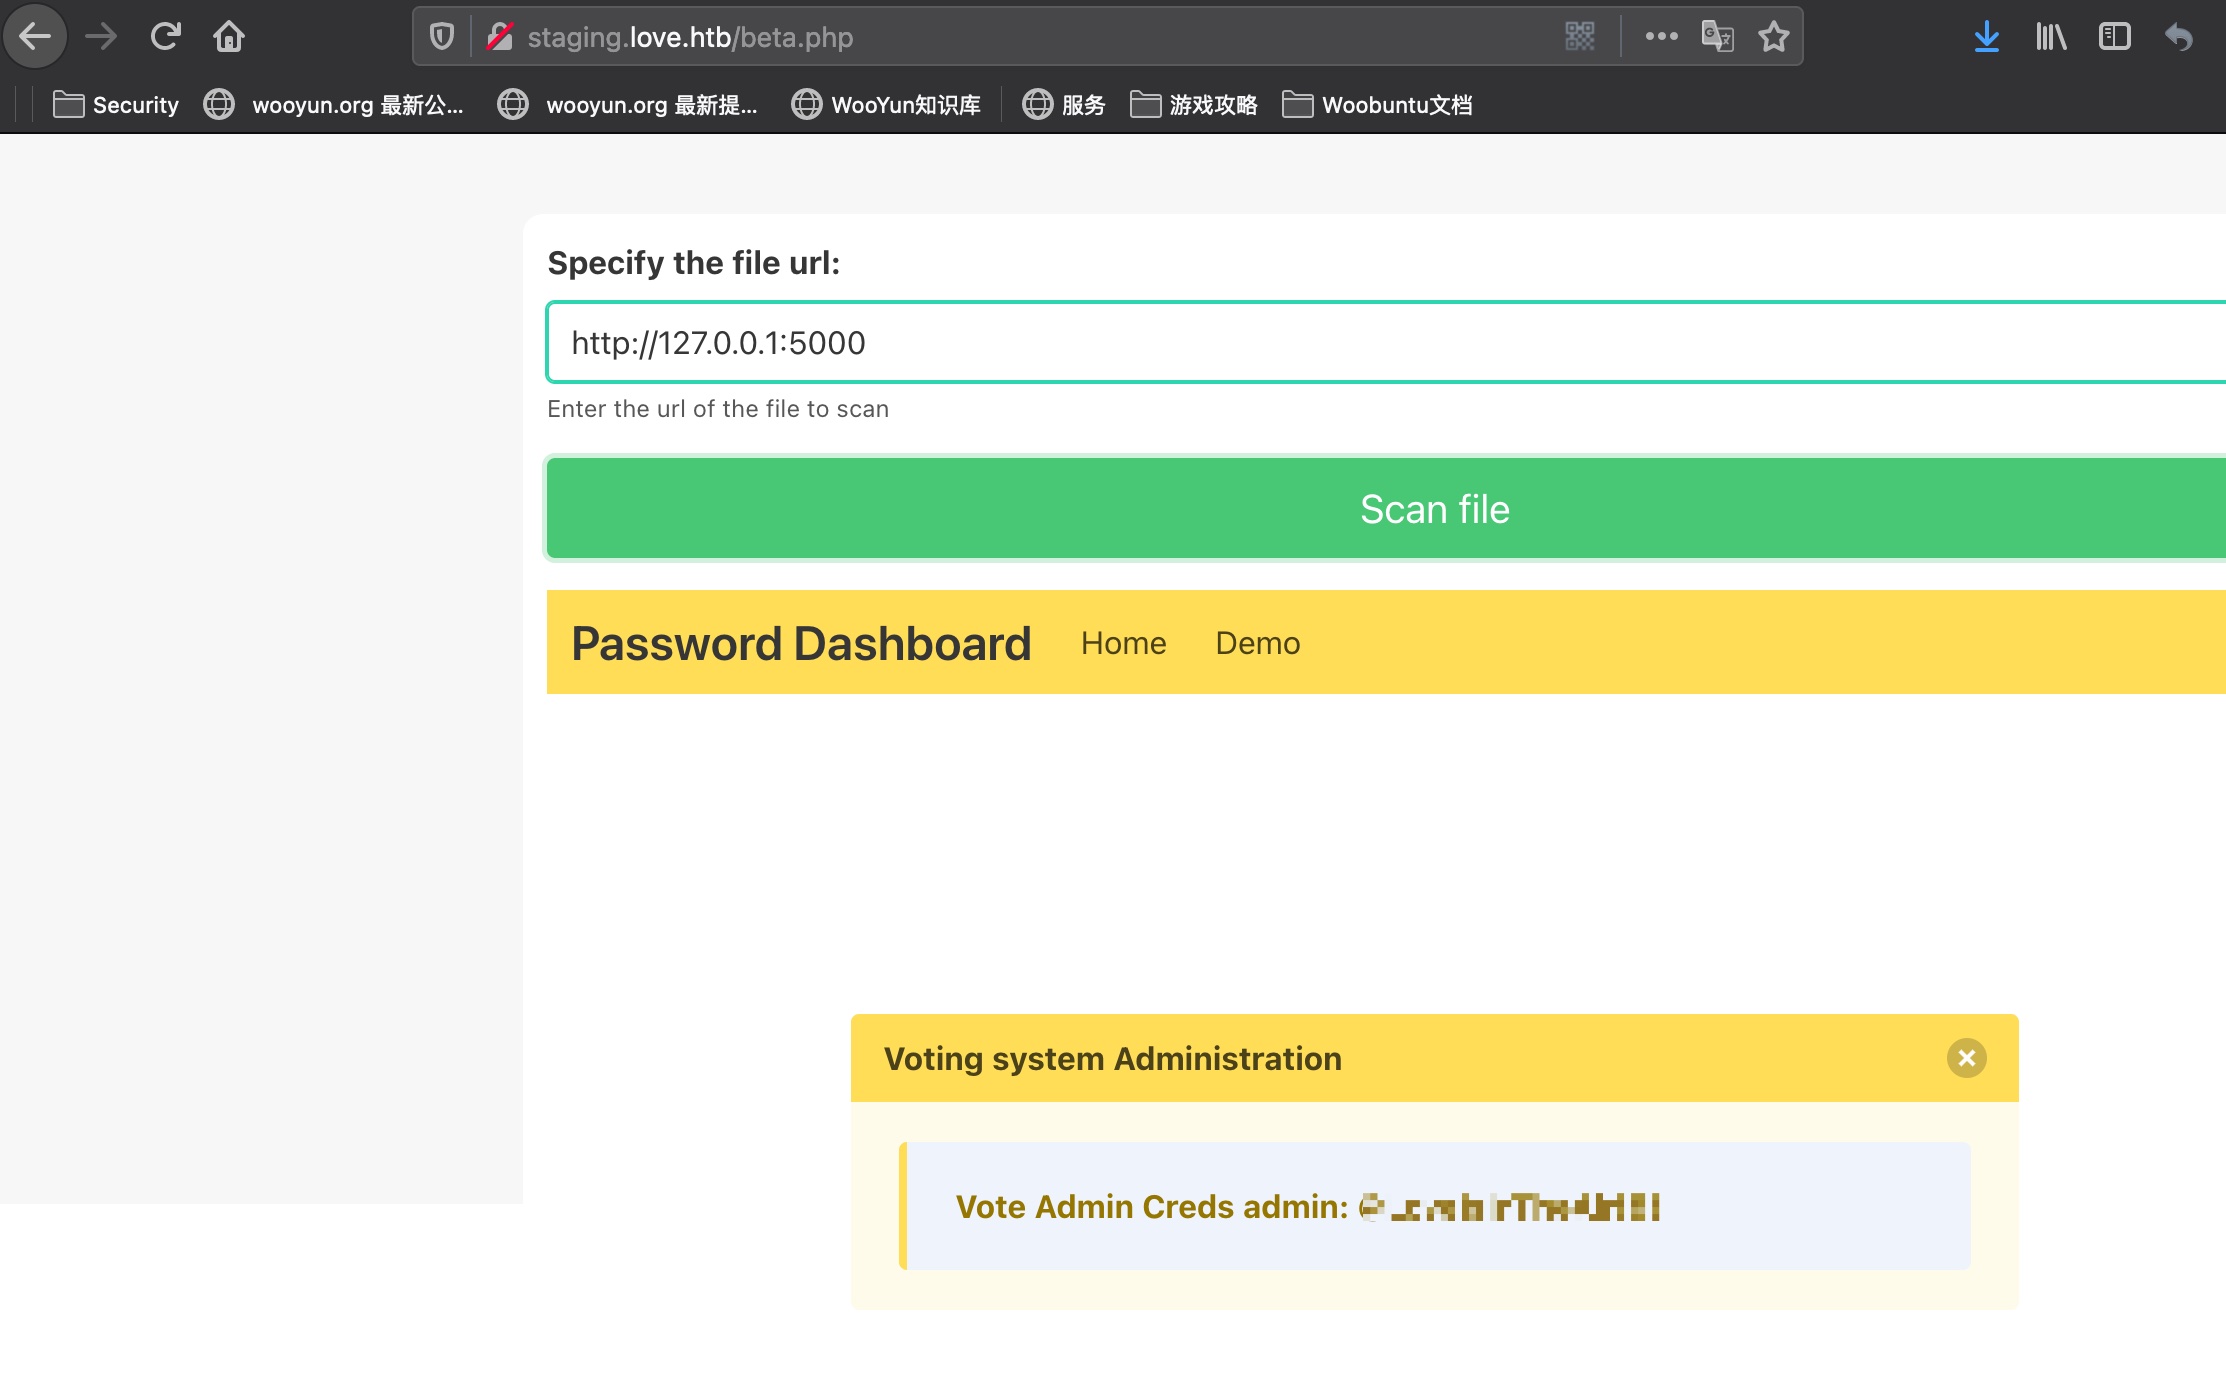 staging.love.htb/beta.php
Security wooyun.org 最新公... wooyun.org 最新提... WooYun知识库 服务 游戏攻略 Woobuntu文档
Specify the file url:
http://127.0.0.1:5000
Enter the url of the file to scan
Scan file
Password Dashboard Home Demo
Voting system Administration
Vote Admin Creds admin: